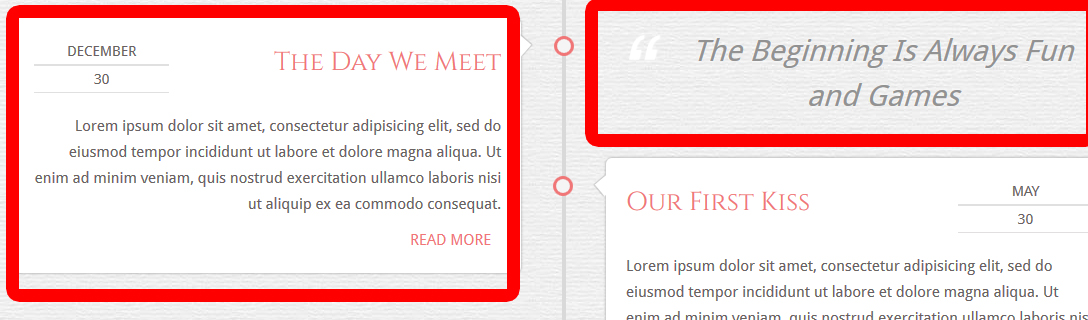 DECEMBER
30
The Day We Meet
Lorem ipsum dolor sit amet, consectetur adipisicing elit, sed do
eiusmod tempor incididunt ut labore et dolore magna aliqua. Ut
enim ad minim veniam, quis nostrud exercitation ullamco laboris nisi
ut aliquip ex ea commodo consequat.
READ MORE
“ The Beginning Is Always Fun
and Games
Our First Kiss
MAY
30
Lorem ipsum dolor sit amet, consectetur adipisicing elit, sed do
eiusmod tempor incididunt ut labore et dolore magna aliqua. Ut
enim ad minim veniam, quis nostrud exercitation ullamco laboris nisi